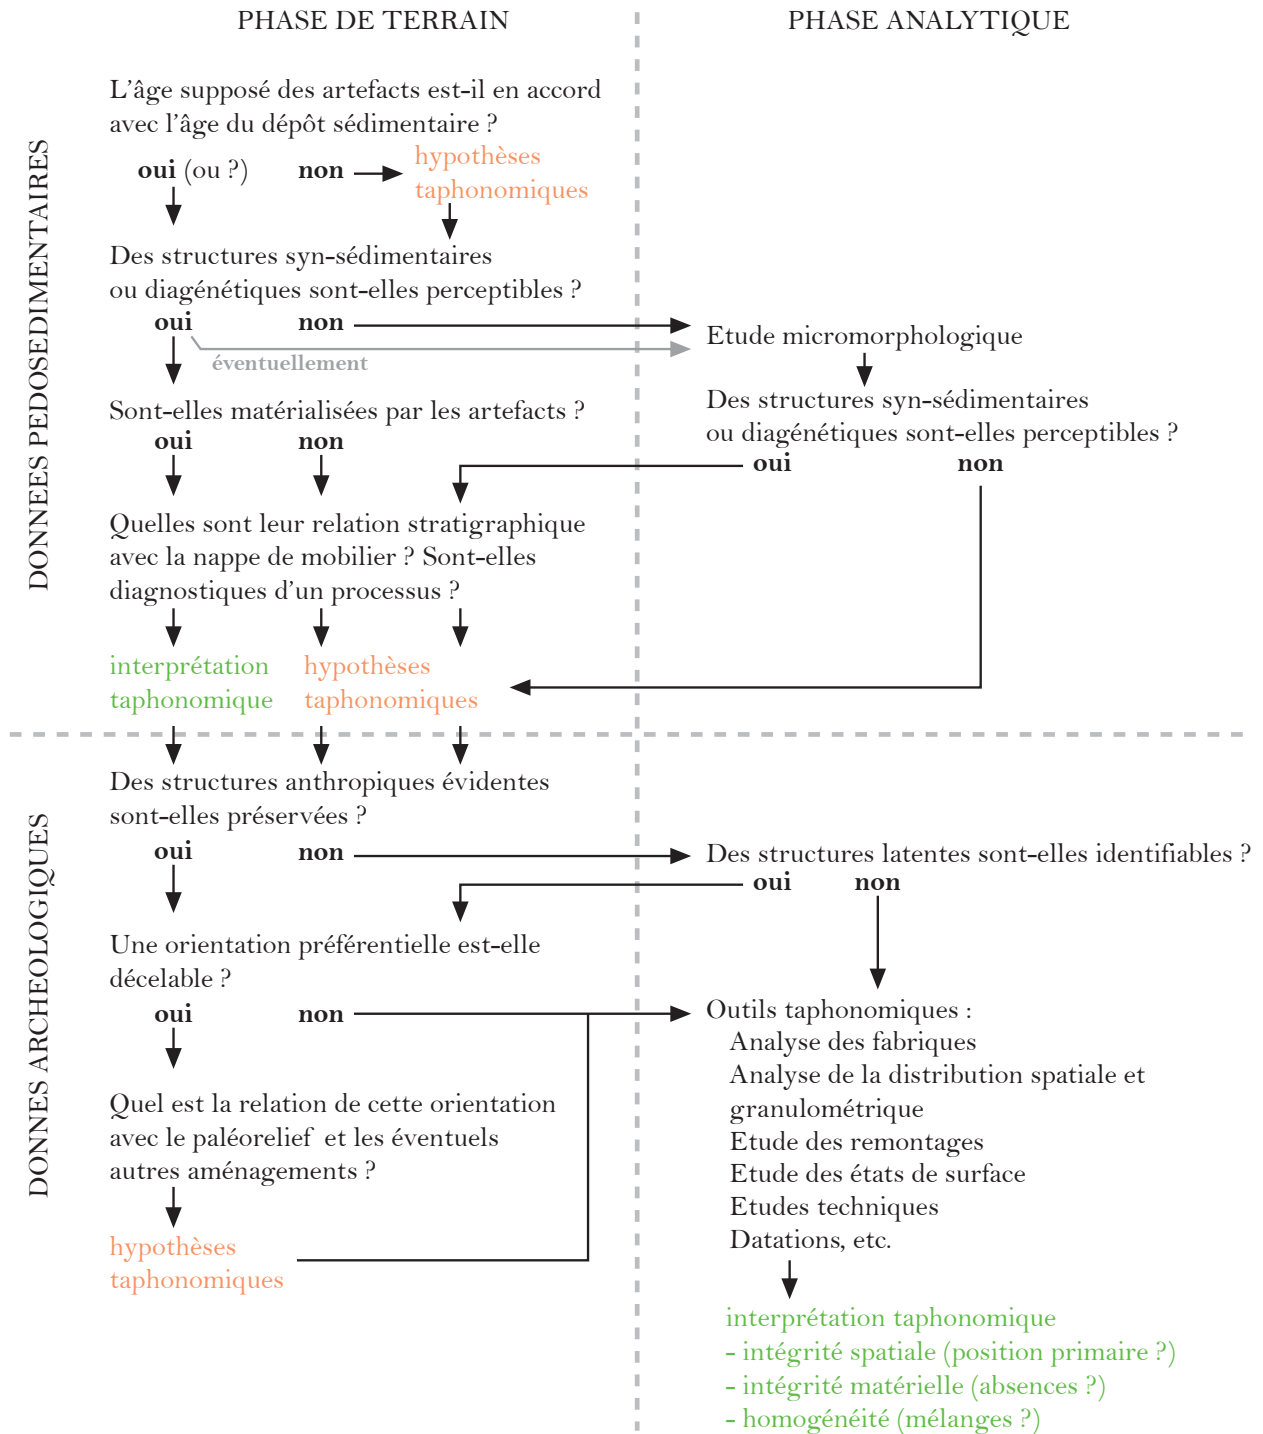 PHASE DE TERRAIN
PHASE ANALYTIQUE
DONNEES PEDOSEDIMENTAIRES
L'âge supposé des artefacts est-il en accord
avec l'âge du dépôt sédimentaire ?
oui (ou ?)
non
hypothèses
taphonomiques
Des structures syn-sédimentaires
ou diagénétiques sont-elles perceptibles ?
oui
non
éventuellement
Etude micromorphologique
Des structures syn-sédimentaires
ou diagénétiques sont-elles perceptibles ?
oui
non
Sont-elles matérialisées par les artefacts ?
oui
non
Quelles sont leur relation stratigraphique
avec la nappe de mobilier ? Sont-elles
diagnostiques d'un processus ?
interprétation
taphonomique
hypothèses
taphonomiques
DONNES ARCHEOLOGIQUES
Des structures anthropiques évidentes
sont-elles préservées ?
oui
non
Des structures latentes sont-elles identifiables ?
oui
non
Une orientation préférentielle est-elle
décelable ?
oui
non
Quel est la relation de cette orientation
avec le paléorelief et les éventuels
autres aménagements ?
hypothèses
taphonomiques
Outils taphonomiques :
Analyse des fabriques
Analyse de la distribution spatiale et
granulométrique
Etude des remontages
Etude des états de surface
Etudes techniques
Datations, etc.
interprétation taphonomique
- intégrité spatiale (position primaire ?)
- intégrité matérielle (absences ?)
- homogénéité (mélanges ?)